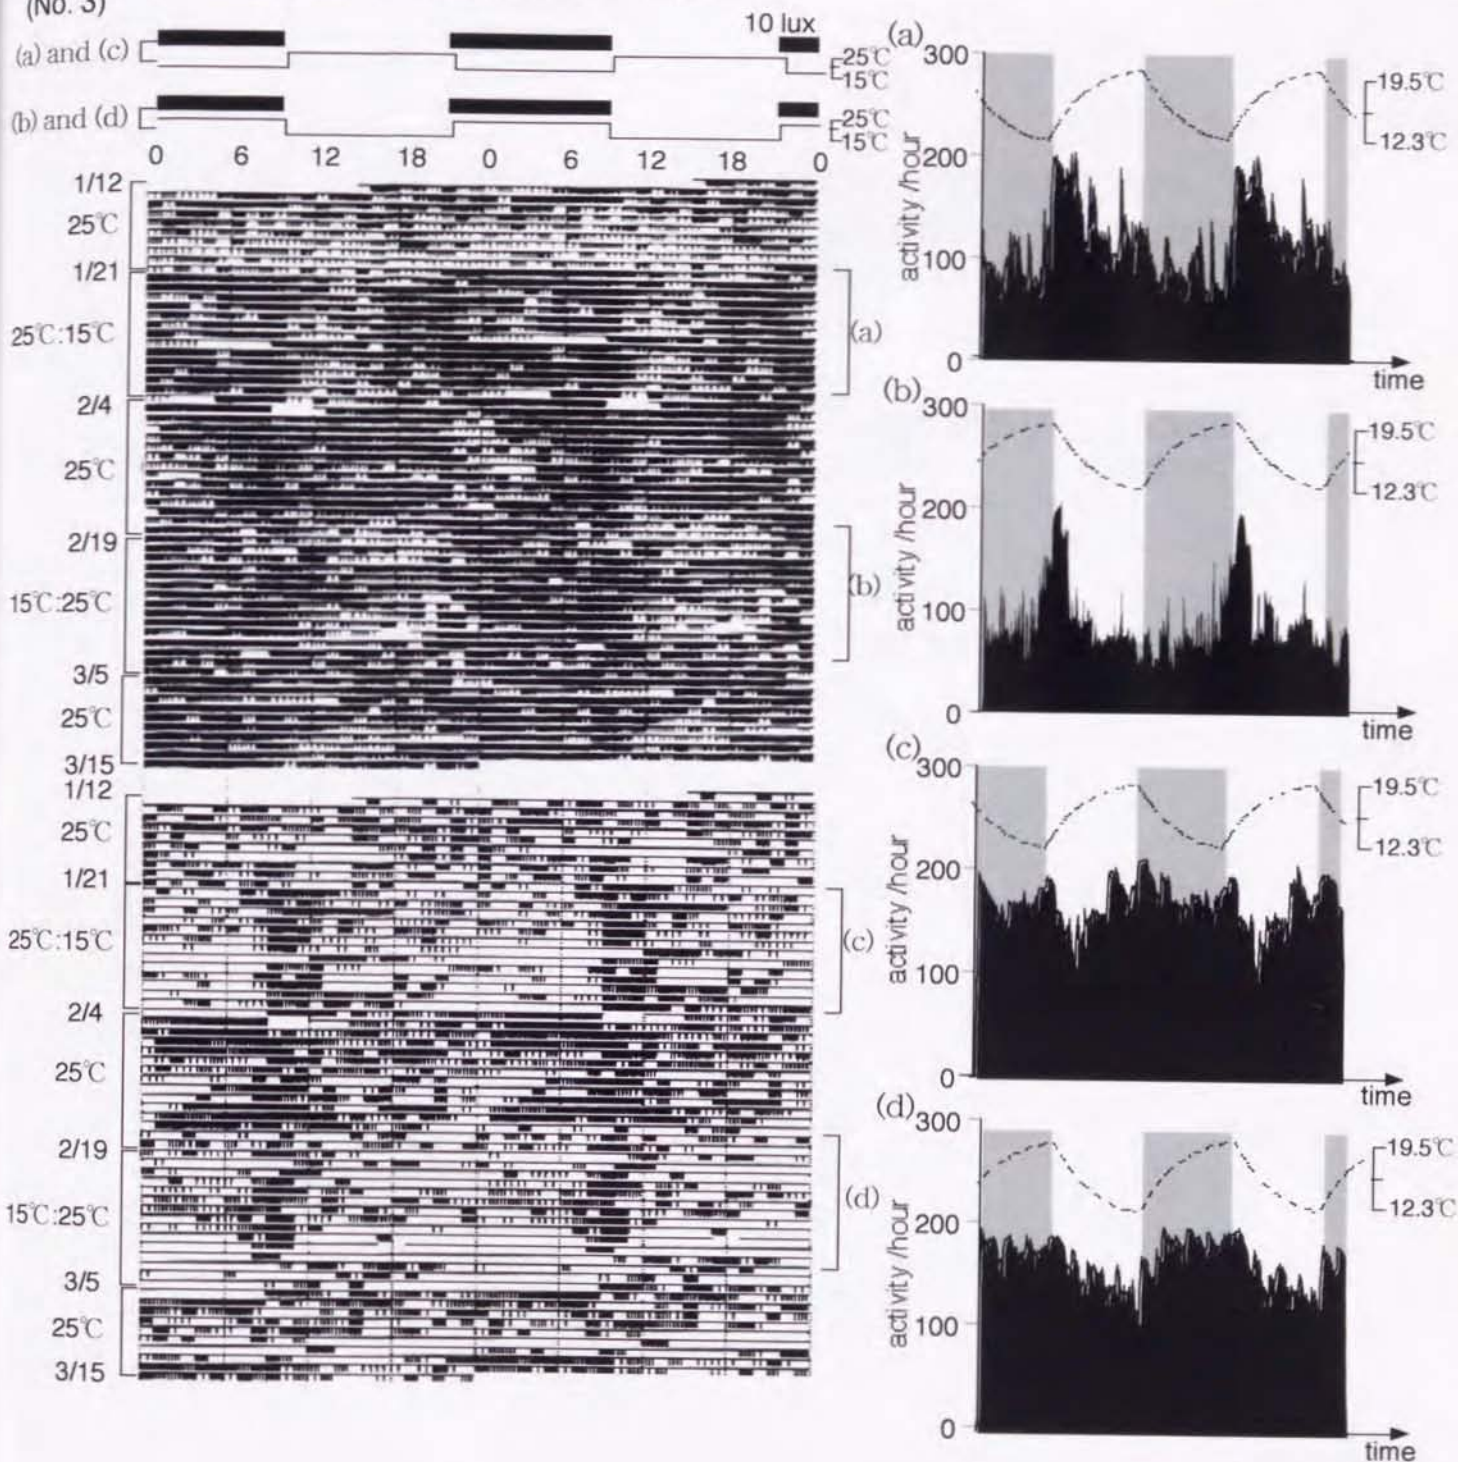 (No. 3)
10 lux
(a) and (c)
25℃
15℃
(b) and (d)
25℃
15℃
0 6 12 18 0 6 12 18 0
1/12
25℃
1/21
25℃:15℃
(a)
2/4
25℃
2/19
15℃:25℃
(b)
3/5
25℃
3/15
1/12
25℃
1/21
25℃:15℃
(c)
2/4
25℃
2/19
15℃:25℃
(d)
3/5
25℃
3/15
(a)
300
200
100
0
activity /hour
19.5℃
12.3℃
time
(b)
300
200
100
0
activity /hour
19.5℃
12.3℃
time
(c)
300
200
100
0
activity /hour
19.5℃
12.3℃
time
(d)
300
200
100
0
activity /hour
19.5℃
12.3℃
time